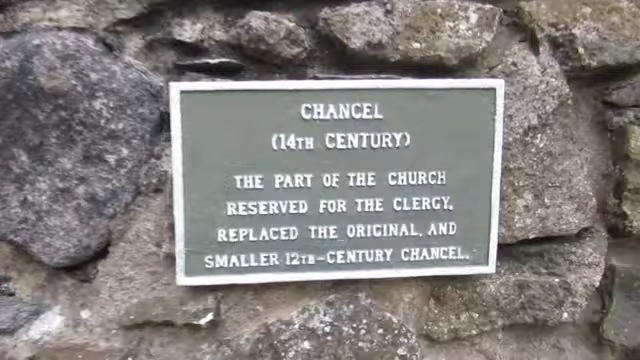 CHANCEL
(14TH CENTURY)
THE PART OF THE CHURCH
RESERVED FOR THE CLERGY.
REPLACED THE ORIGINAL, AND
SMALLER 12TH-CENTURY CHANCEL.